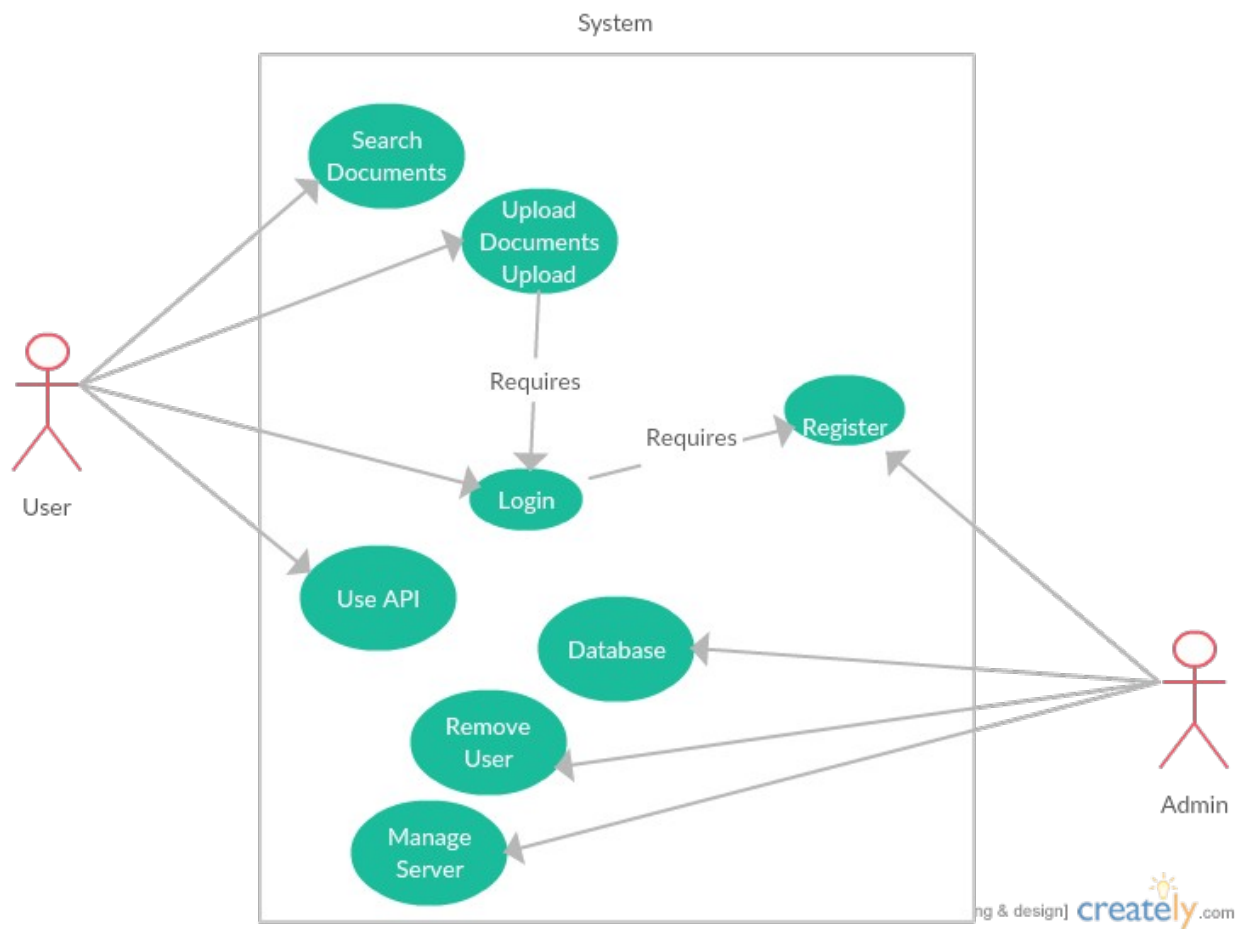 System
Search
Documents
Upload
Documents
Upload
Requires
Register
Requires
Login
User
Use API
Database
Remove
User
Manage
Server
Admin
ng & design] creately.com